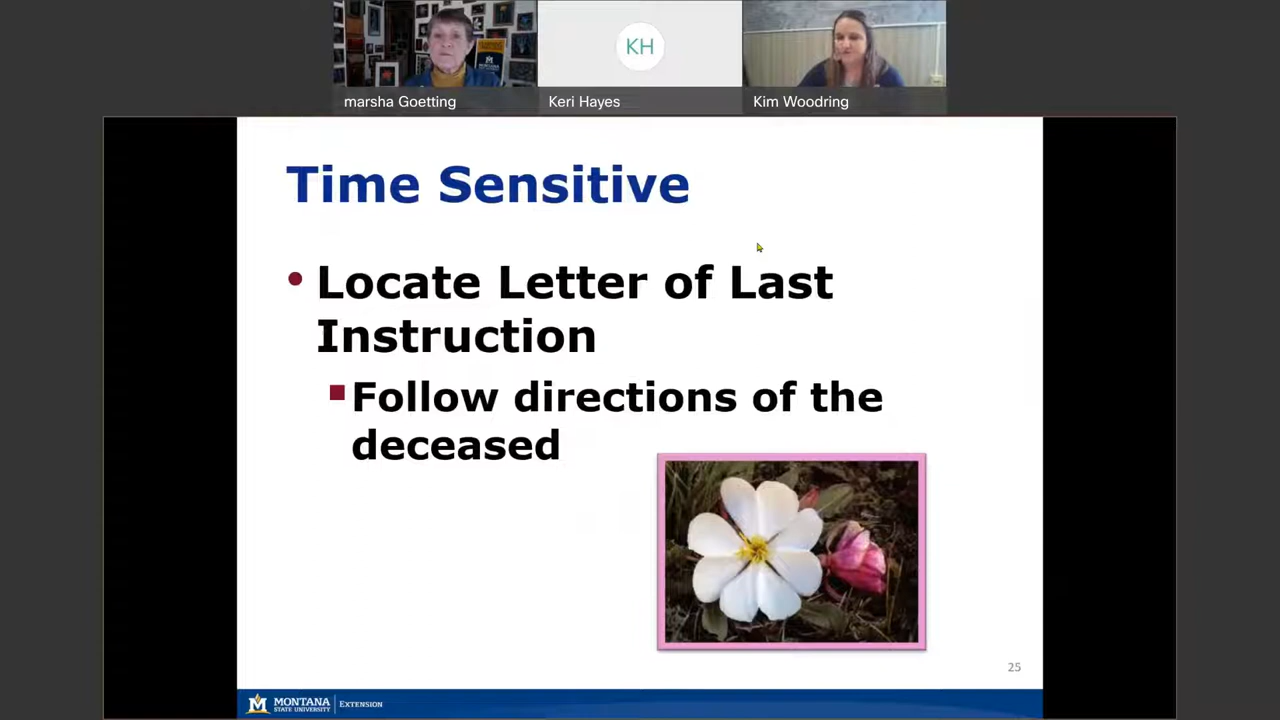 KH
marsha Goetting
Keri Hayes
Kim Woodring
Time Sensitive
• Locate Letter of Last
Instruction
▪ Follow directions of the
deceased
25
M MONTANA
STATE UNIVERSITY
EXTENSION